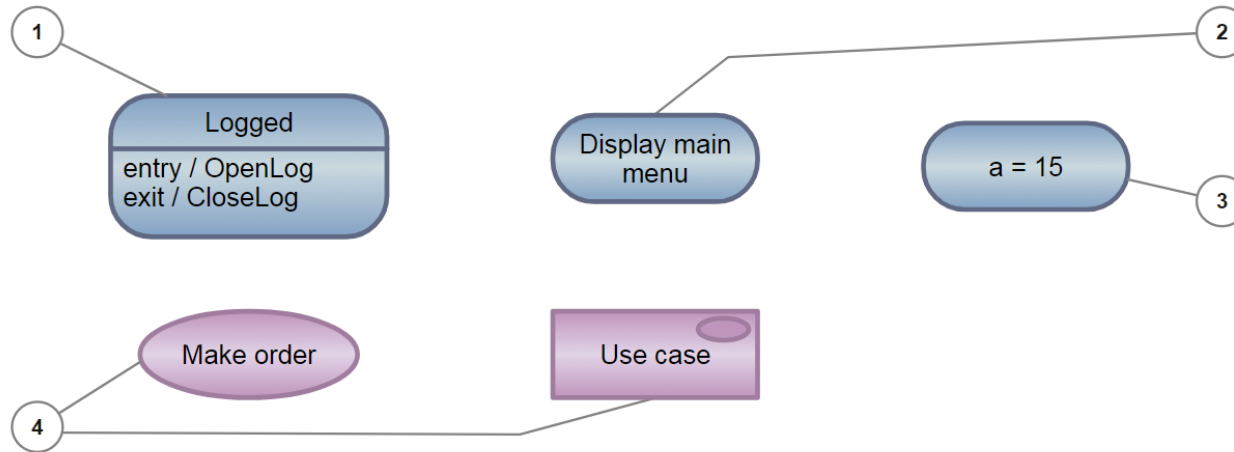 1
2
Logged
entry / OpenLog
exit / CloseLog
Display main
menu
a = 15
3
Make order
Use case
4